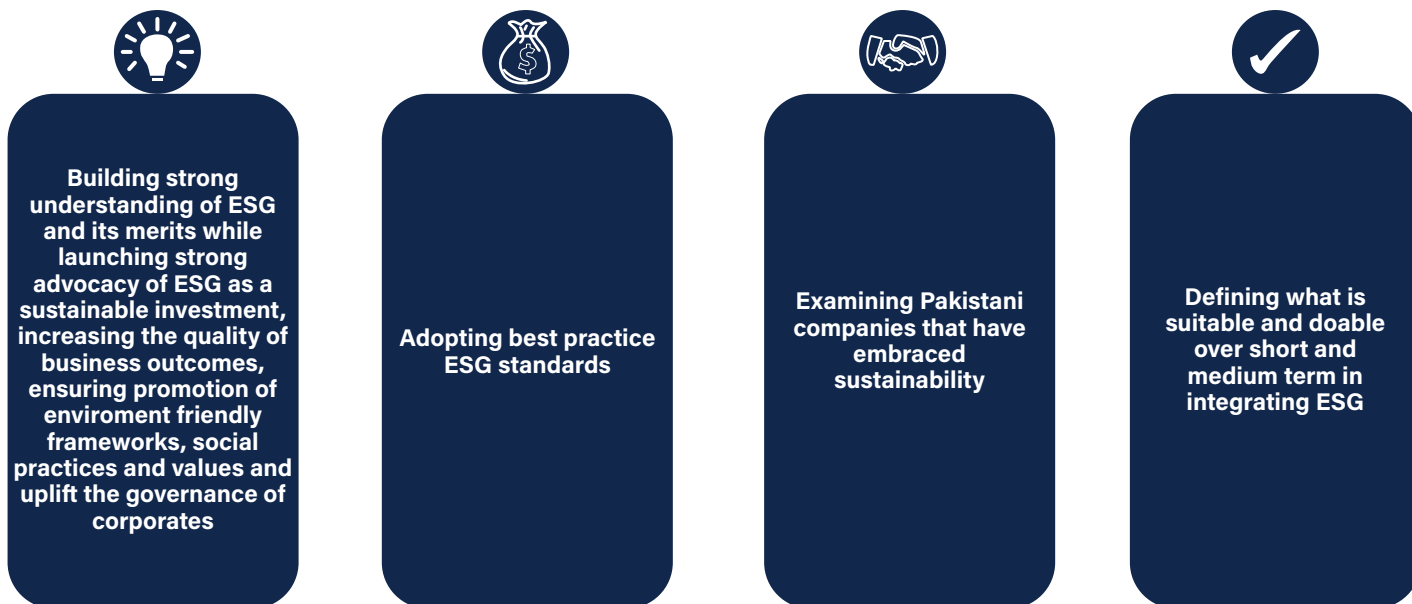 $
Building strong
understanding of ESG
and its merits while
launching strong
advocacy of ESG as a
sustainable investment,
increasing the quality of
business outcomes,
ensuring promotion of
enviroment friendly
frameworks, social
practices and values and
uplift the governance of
corporates
Adopting best practice
ESG standards
Examining Pakistani
companies that have
embraced
sustainability
Defining what is
suitable and doable
over short and
medium term in
integrating ESG